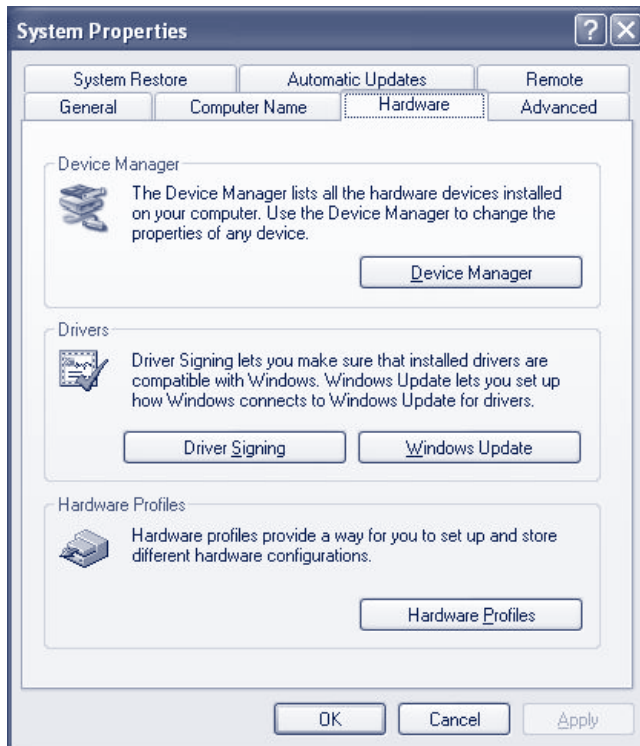 System Properties
System Restore
Automatic Updates
Remote
General
Computer Name
Hardware
Advanced
Device Manager
The Device Manager lists all the hardware devices installed
on your computer. Use the Device Manager to change the
properties of any device.
Device Manager
Drivers
Driver Signing lets you make sure that installed drivers are
compatible with Windows. Windows Update lets you set up
how Windows connects to Windows Update for drivers.
Driver Signing
Windows Update
Hardware Profiles
Hardware profiles provide a way for you to set up and store
different hardware configurations.
Hardware Profiles
OK
Cancel
Apply